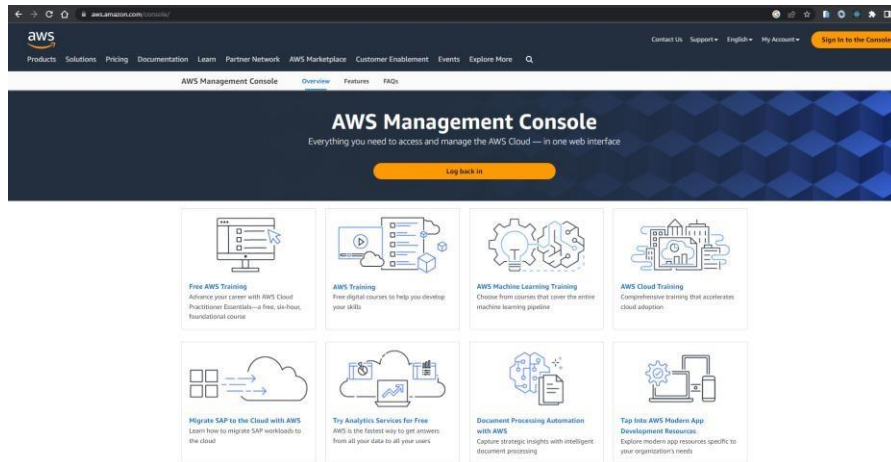 aws.amazon.com/console/
aws
Contact Us Support English My Account Sign In to the Console
Products Solutions Pricing Documentation Learn Partner Network AWS Marketplace Customer Enablement Events Explore More
AWS Management Console Overview Features FAQs
AWS Management Console
Everything you need to access and manage the AWS Cloud — in one web interface
Log back in
Free AWS Training
Advance your career with AWS Cloud
Practitioner Essentials—a free, six-hour,
foundational course
AWS Training
Free digital courses to help you develop
your skills
AWS Machine Learning Training
Choose from courses that cover the entire
machine learning pipeline
AWS Cloud Training
Comprehensive training that accelerates
cloud adoption
Migrate SAP to the Cloud with AWS
Learn how to migrate SAP workloads to
the cloud
Try Analytics Services for Free
AWS is the fastest way to get answers
from all your data to all your users
Document Processing Automation
with AWS
Capture strategic insights with intelligent
document processing
Tap Into AWS Modern App
Development Resources
Explore modern app resources specific to
your organization's needs